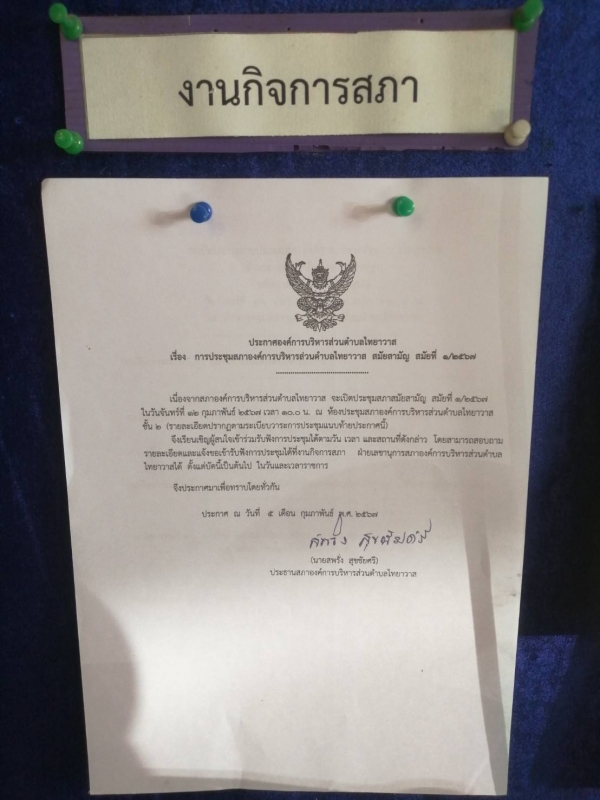 งานกิจการสภา
ประกาศองค์การบริหารส่วนตำบลไทยาวาส
เรื่อง การประชุมสภาองค์การบริหารส่วนตำบลไทยาวาส สมัยสามัญ สมัยที่ ๑/๒๕๖๗
เนื่องจากสภาองค์การบริหารส่วนตำบลไทยาวาส จะเปิดประชุมสภาสมัยสามัญ สมัยที่ ๑/๒๕๖๗
ในวันจันทร์ที่ ๑๒ กุมภาพันธ์ ๒๕๖๗ เวลา ๑๐.๐ น. ณ ห้องประชุมสภาองค์การบริหารส่วนตำบลไทยาวาส
ชั้น ๒ (รายละเอียดปรากฏตามระเบียบวาระการประชุมแนบท้ายประกาศนี้)
จึงเรียนเชิญผู้สนใจเข้าร่วมรับฟังการประชุมได้ตามวัน เวลา และสถานที่ดังกล่าว โดยสามารถสอบถาม
รายละเอียดและแจ้งขอเข้ารับฟังการประชุมได้ที่งานกิจการสภา ฝ่ายเลขานุการสภาองค์การบริหารส่วนตำบล
ไทยาวาสได้ ตั้งแต่บัดนี้เป็นต้นไป ในวันและเวลาราชการ
จึงประกาศมาเพื่อทราบโดยทั่วกัน
ประกาศ ณ วันที่ ๕ เดือน กุมภาพันธ์ พ.ศ. ๒๕๖๗
(นายสพรั่ง สุขชัยศรี)
ประธานสภาองค์การบริหารส่วนตำบลไทยาวาส